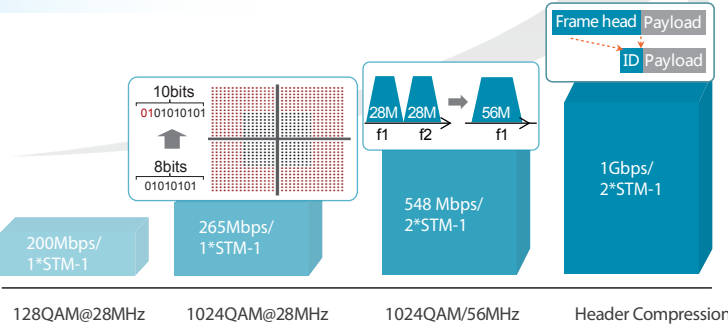 Frame head Payload
ID Payload
10bits
0101010101
8bits
01010101
28M 28M 56M
f1 f2 f1
200Mbps/
1*STM-1
265Mbps/
1*STM-1
548 Mbps/
2*STM-1
1Gbps/
2*STM-1
128QAM@28MHz 1024QAM@28MHz 1024QAM/56MHz Header Compression